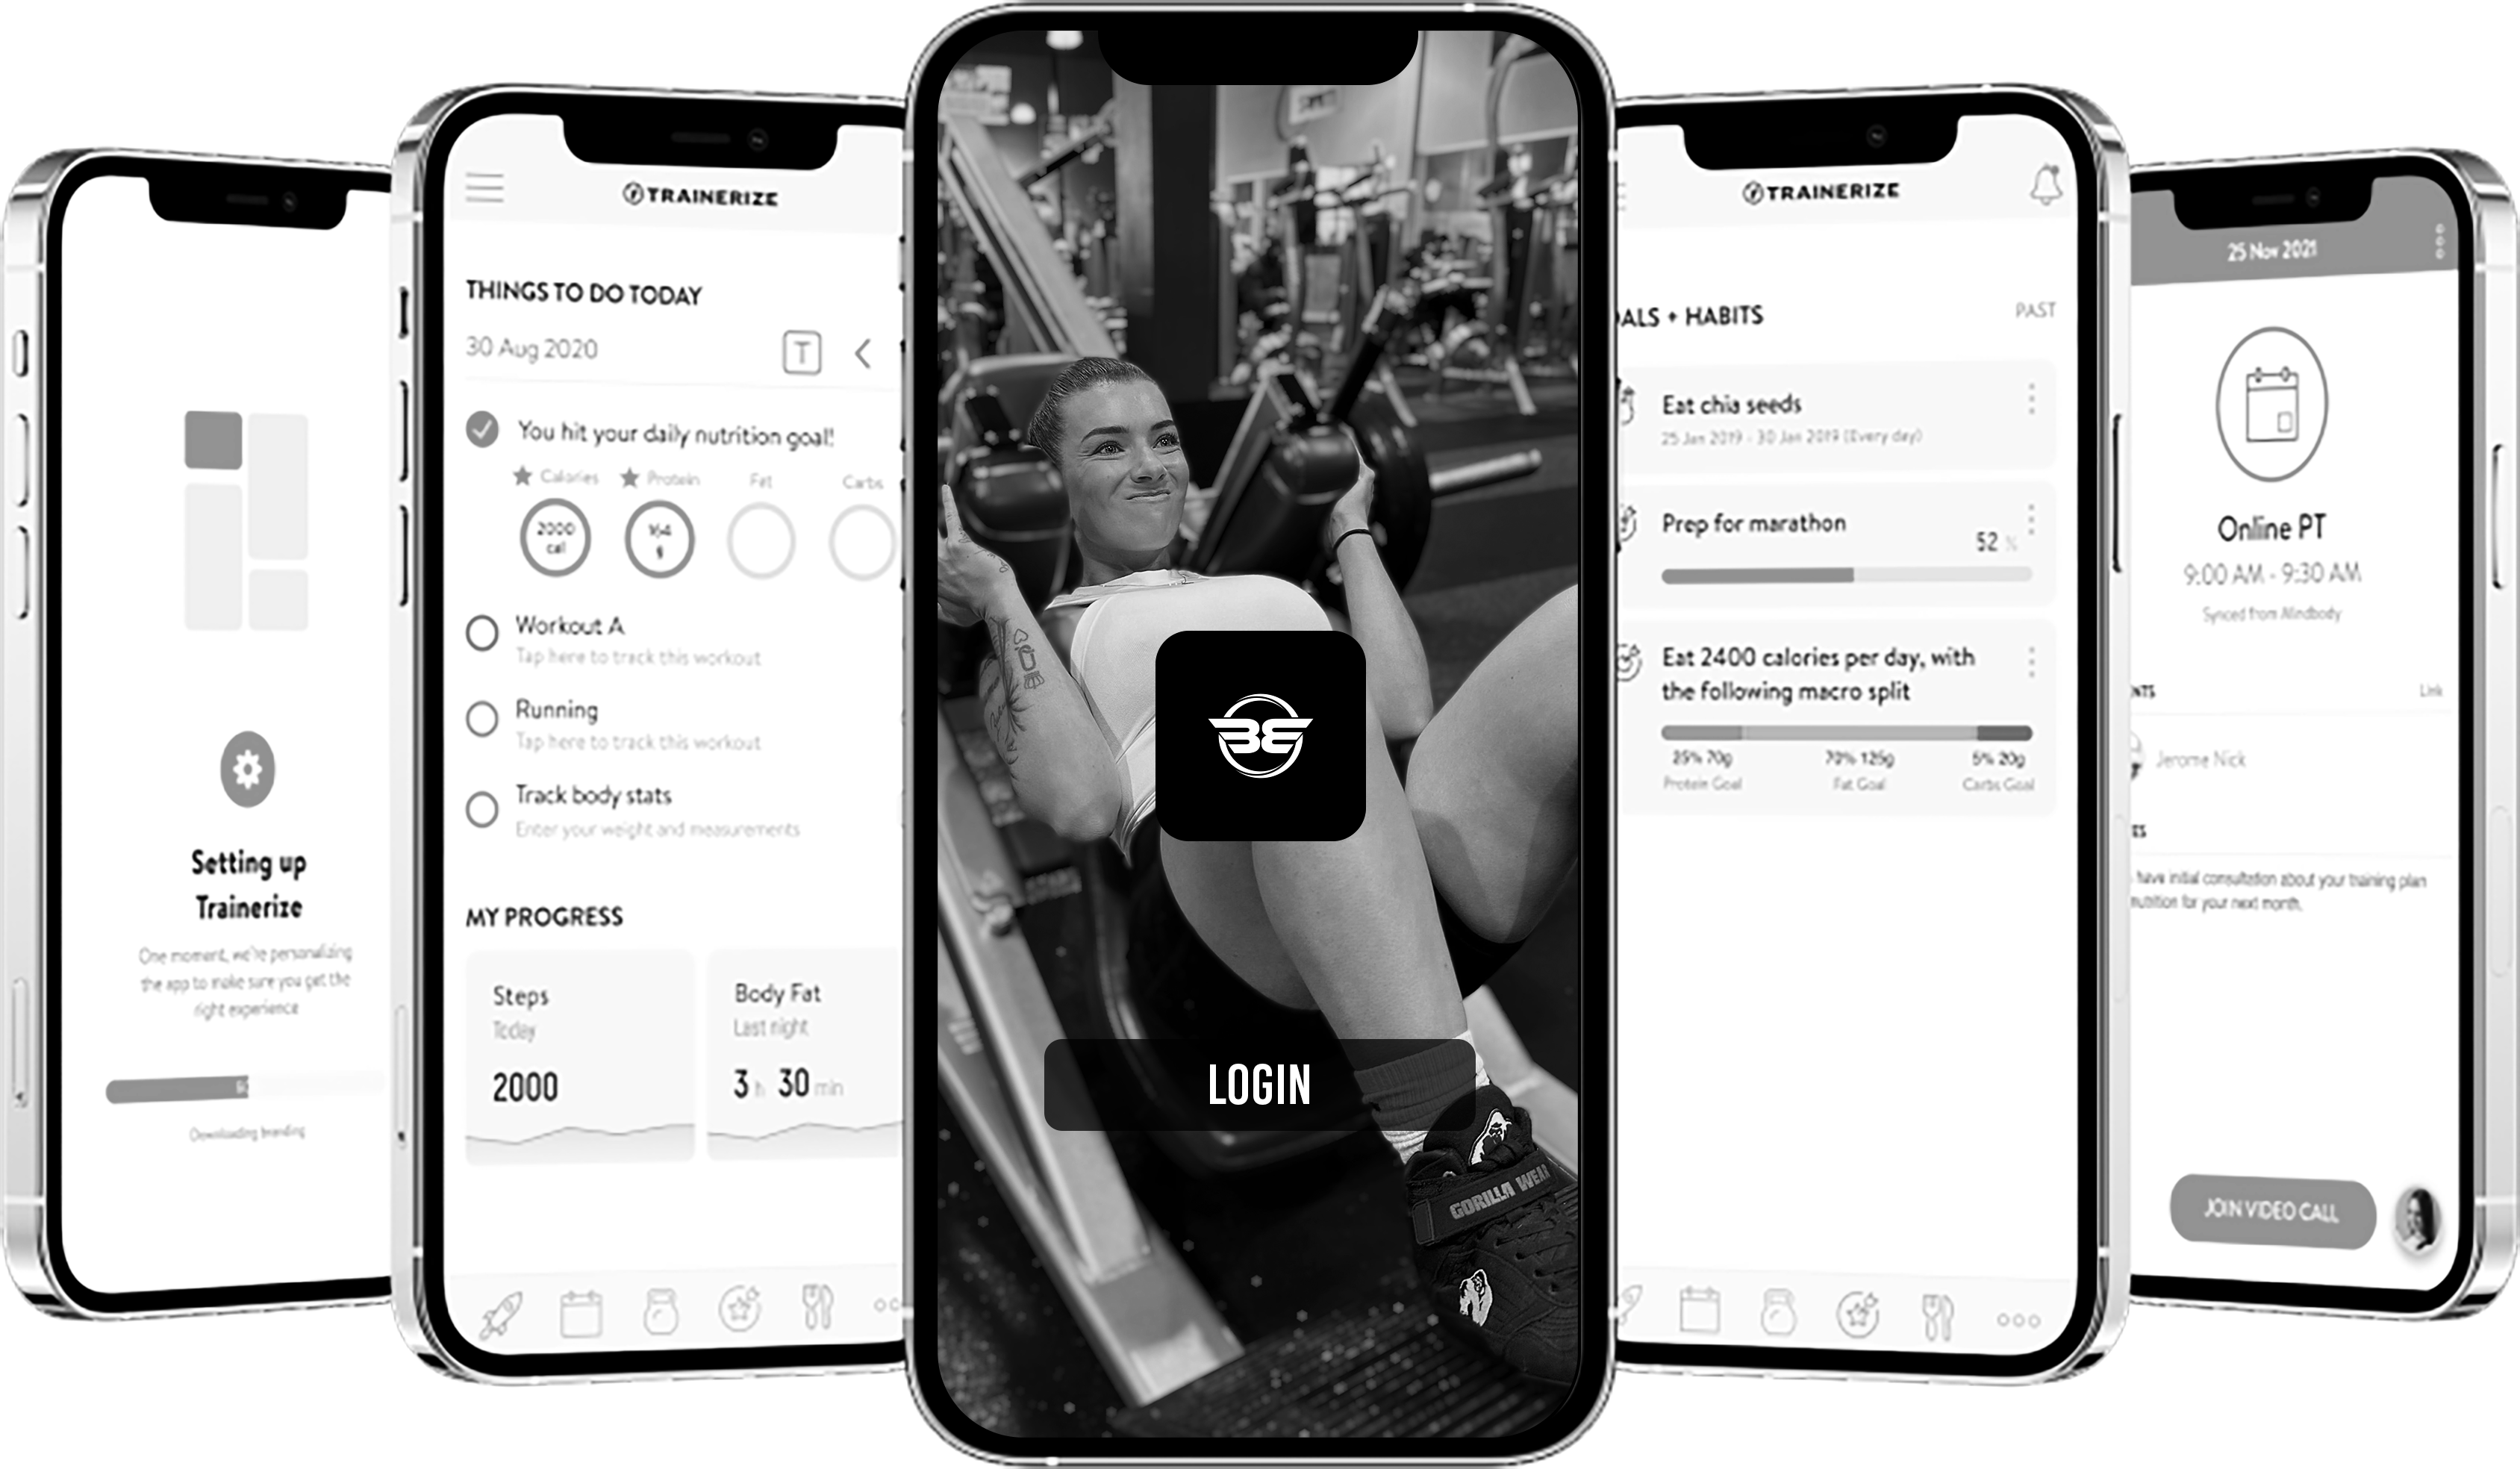 Setting up
Trainerize
One moment, we're personalizing
the app to make sure you get the
right experience
Downloading branding
TRAINERIZE
THINGS TO DO TODAY
30 Aug 2020
T
You hit your daily nutrition goal!
Calories Protein Fat Carbs
2000
cal
164
g
Workout A
Tap here to track this workout
Running
Tap here to track this workout
Track body stats
Enter your weight and measurements
MY PROGRESS
Steps
Today
2000
Body Fat
Last night
3 h 30 min
LOGIN
GORILLA WEAR
TRAINERIZE
ALS + HABITS
PAST
Eat chia seeds
25 Jan 2019 - 30 Jan 2019 (Every day)
Prep for marathon
52 %
Eat 2400 calories per day, with
the following macro split
25% 70g 70% 125g 5% 20g
Protein Goal Fat Goal Carbs Goal
25 Nov 2021
Online PT
9:00 AM - 9:30 AM
Synced from Mindbody
NTS
Link
Jerome Nick
ES
have initial consultation about your training plan
nutrition for your next month.
JOIN VIDEO CALL